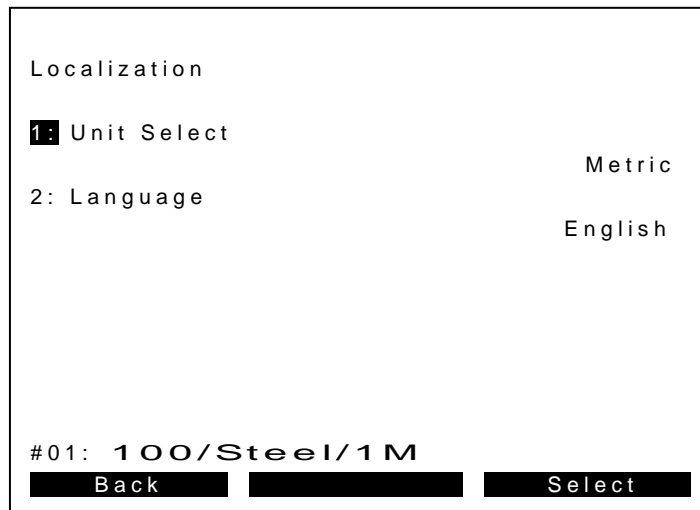 Localization
1: Unit Select
Metric
2: Language
English
#01: 100/Steel/1M
Back Select